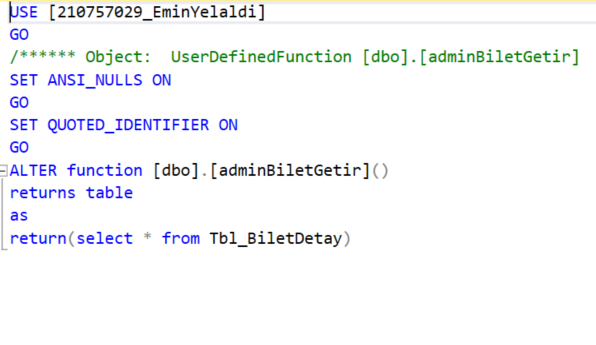 USE [210757029_EminYelaldi]
GO
/****** Object:  UserDefinedFunction [dbo].[adminBiletGetir]
SET ANSI_NULLS ON
GO
SET QUOTED_IDENTIFIER ON
GO
ALTER function [dbo].[adminBiletGetir]()
returns table
as
return(select * from Tbl_BiletDetay)